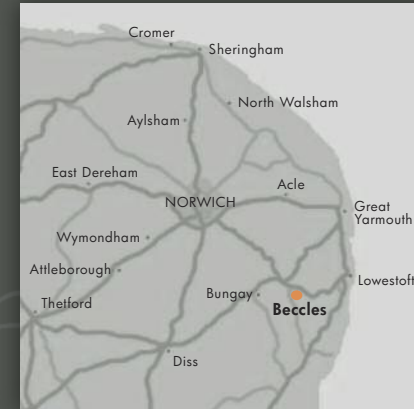 Cromer
Sheringham
North Walsham
Aylsham
East Dereham
Acle
NORWICH
Great
Yarmouth
Wymondham
Attleborough
Lowestoft
Bungay
Thetford
Beccles
Diss